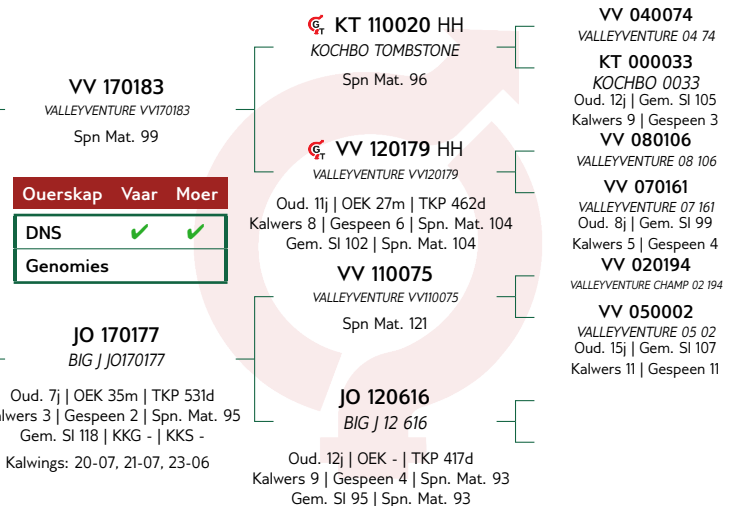 VV 170183
VALLEYVENTURE VV170183
Spn Mat. 99
Ouerskap Vaar Moer
DNS ✔ ✔
Genomies
JO 170177
BIG J JO170177
Oud. 7j | OEK 35m | TKP 531d
alwers 3 | Gespeen 2 | Spn. Mat. 95
Gem. SI 118 | KKG - | KKS -
Kalwings: 20-07, 21-07, 23-06
GT KT 110020 HH
KOCHBO TOMBSTONE
Spn Mat. 96
GT VV 120179 HH
VALLEYVENTURE VV120179
Oud. 11j | OEK 27m | TKP 462d
Kalwers 8 | Gespeen 6 | Spn. Mat. 104
Gem. SI 102 | Spn. Mat. 104
VV 110075
VALLEYVENTURE VV110075
Spn Mat. 121
JO 120616
BIG J 12 616
Oud. 12j | OEK - | TKP 417d
Kalwers 9 | Gespeen 4 | Spn. Mat. 93
Gem. SI 95 | Spn. Mat. 93
VV 040074
VALLEYVENTURE 04 74
KT 000033
KOCHBO 0033
Oud. 12j | Gem. SI 105
Kalwers 9 | Gespeen 3
VV 080106
VALLEYVENTURE 08 106
VV 070161
VALLEYVENTURE 07 161
Oud. 8j | Gem. SI 99
Kalwers 5 | Gespeen 4
VV 020194
VALLEYVENTURE CHAMP 02 194
VV 050002
VALLEYVENTURE 05 02
Oud. 15j | Gem. SI 107
Kalwers 11 | Gespeen 11